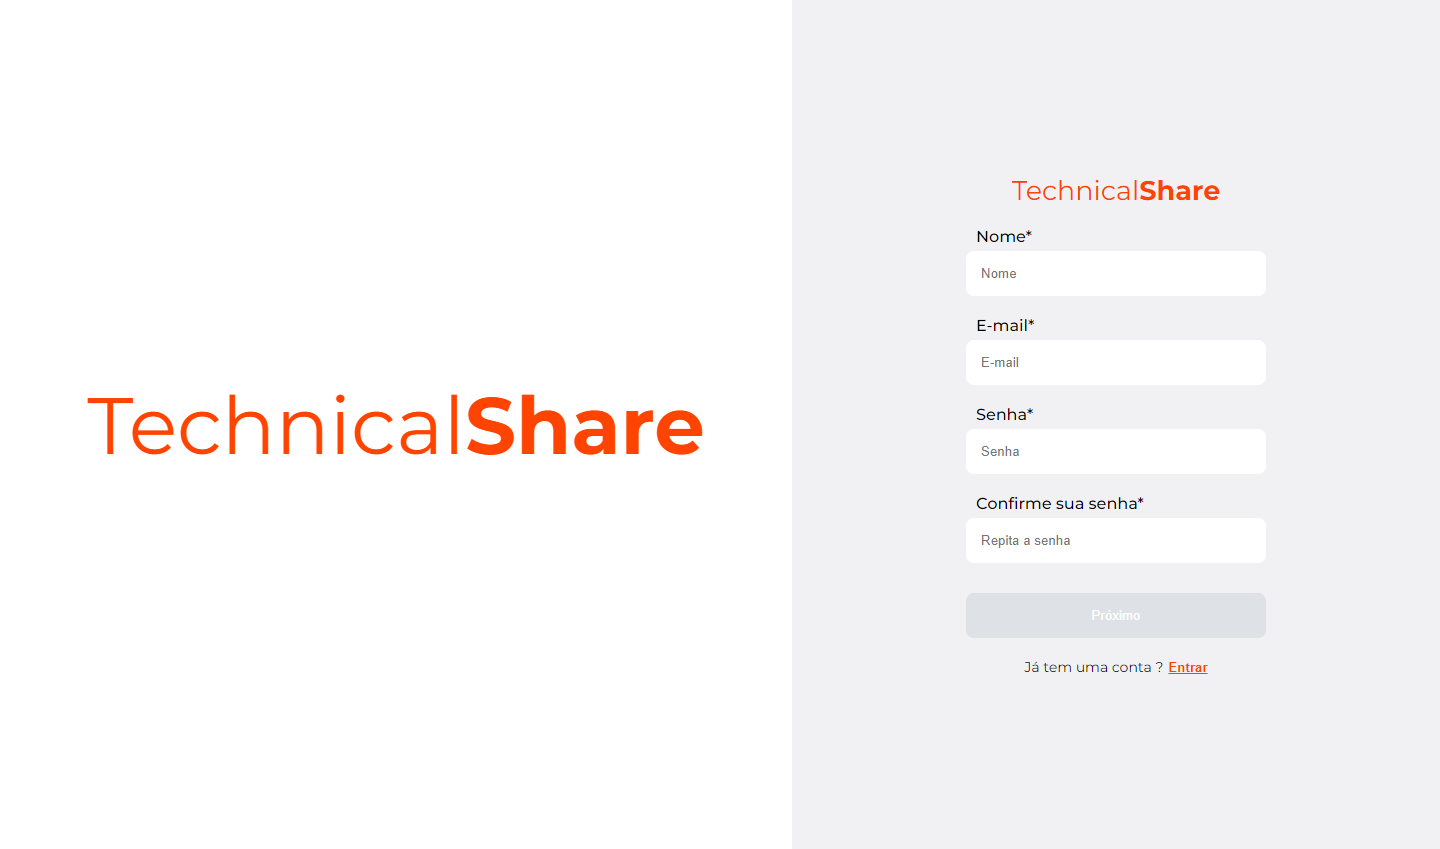 TechnicalShare
TechnicalShare
Nome*
Nome
E-mail*
E-mail
Senha*
Senha
Confirme sua senha*
Repita a senha
Próximo
Já tem uma conta ? Entrar